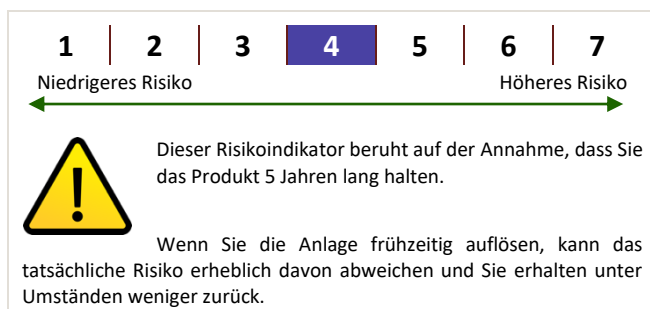 1 2 3 4 5 6 7
Niedrigeres Risiko Höheres Risiko
Dieser Risikoindikator beruht auf der Annahme, dass Sie
das Produkt 5 Jahren lang halten.
Wenn Sie die Anlage frühzeitig auflösen, kann das
tatsächliche Risiko erheblich davon abweichen und Sie erhalten unter
Umständen weniger zurück.